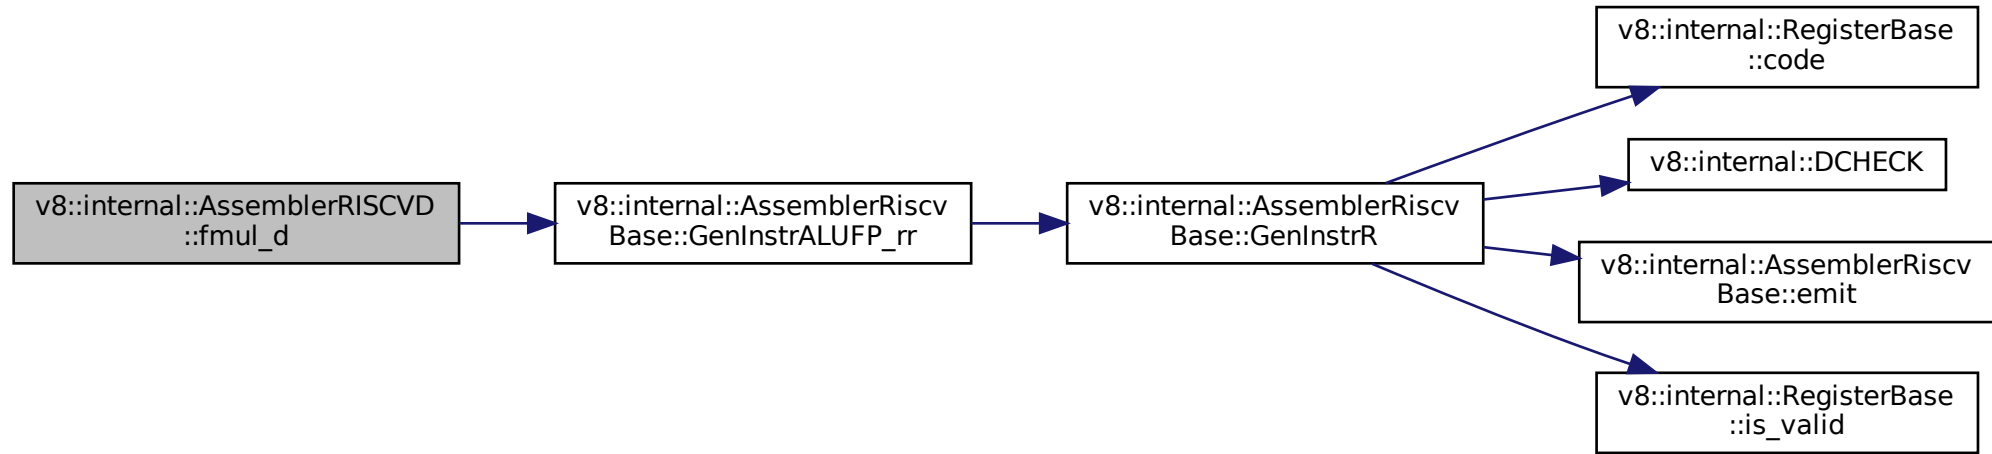 v8::internal::AssemblerRISCVD
::fmul_d
v8::internal::AssemblerRiscv
Base::GenInstrALUFP_rr
v8::internal::AssemblerRiscv
Base::GenInstrR
v8::internal::RegisterBase
::code
v8::internal::DCHECK
v8::internal::AssemblerRiscv
Base::emit
v8::internal::RegisterBase
::is_valid